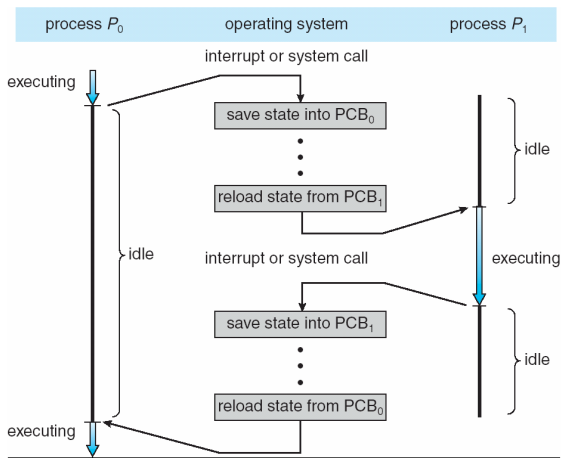 process P0 operating system process P1
interrupt or system call
executing
save state into PCB0
idle
reload state from PCB1
idle
interrupt or system call
executing
save state into PCB1
idle
reload state from PCB0
executing